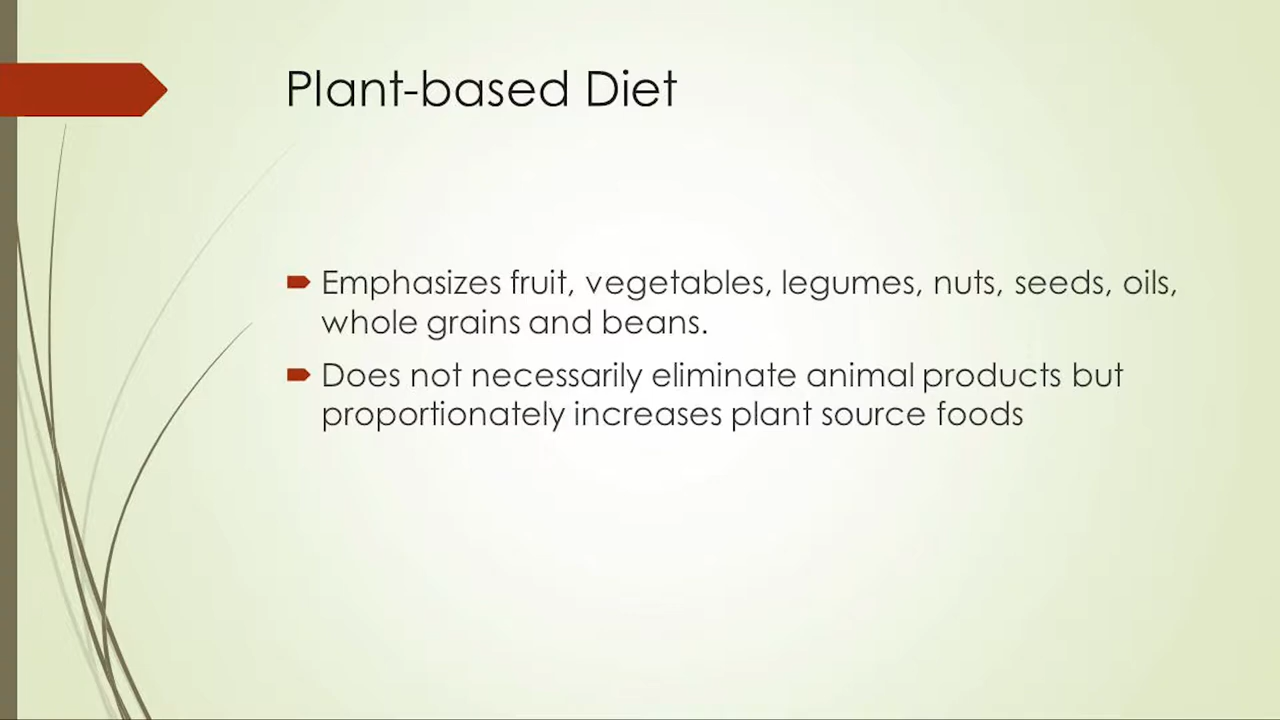 Plant-based Diet
Emphasizes fruit, vegetables, legumes, nuts, seeds, oils,
whole grains and beans.
Does not necessarily eliminate animal products but
proportionately increases plant source foods